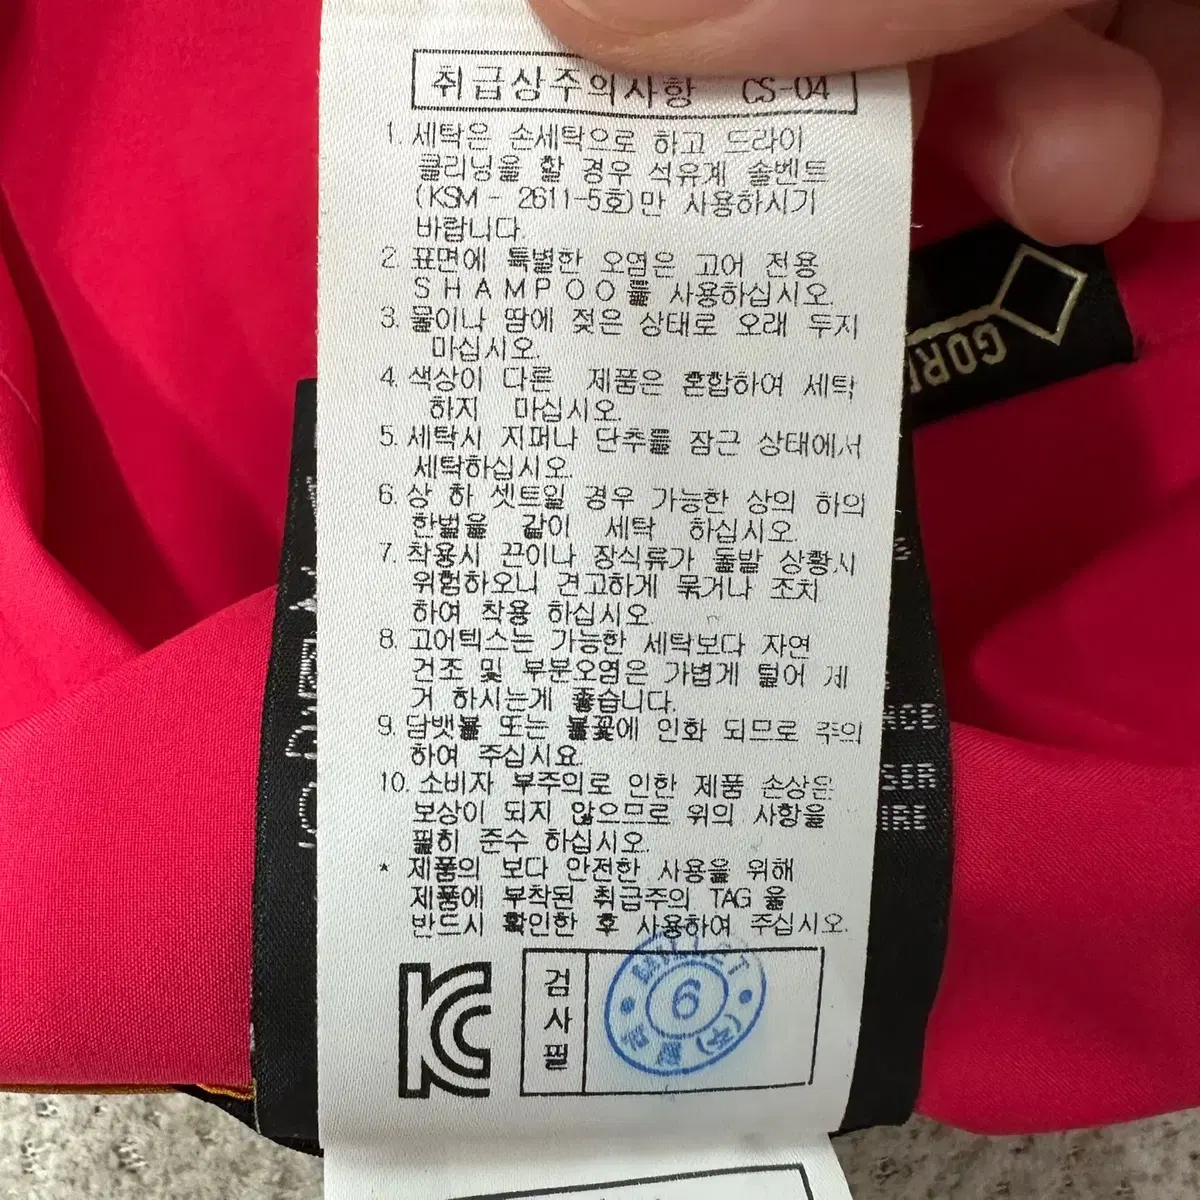 취급상주의사항 CS-04
1. 세탁은 손세탁으로 하고 드라이
클리닝을 할 경우 석유계 솔벤트
(KSM - 2611-5호)만 사용하시기
바랍니다.
2. 표면에 특별한 오염은 고어 전용
SHAMPOO를 사용하십시오.
3. 물이나 땀에 젖은 상태로 오래 두지
마십시오.
4. 색상이 다른 제품은 혼합하여 세탁
하지 마십시오.
5. 세탁시 지퍼나 단추를 잠근 상태에서
세탁하십시오.
6. 상 하 셋트일 경우 가능한 상의 하의
한벌을 같이 세탁 하십시오.
7. 착용시 끈이나 장식류가 돌발 상황시
위험하오니 견고하게 묶거나 조치
하여 착용 하십시오.
8. 고어텍스는 가능한 세탁보다 자연
건조 및 부분오염은 가볍게 털어 제
거 하시는게 좋습니다.
9. 담뱃불 또는 불꽃에 인화 되므로 주의
하여 주십시요.
10. 소비자 부주의로 인한 제품 손상은
보상이 되지 않으므로 위의 사항을
필히 준수 하십시오.
* 제품의 보다 안전한 사용을 위해
제품에 부착된 취급주의 TAG 을
반드시 확인한 후 사용하여 주십시오.
KC
검사필
6
(주)
GORE